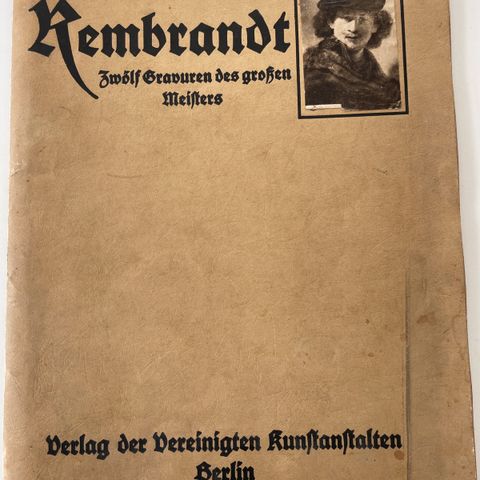 Rembrandt
Zwölf Gravuren des großen
Meiſters
Verlag der Vereinigten Kunſtanſtalten
Berlin